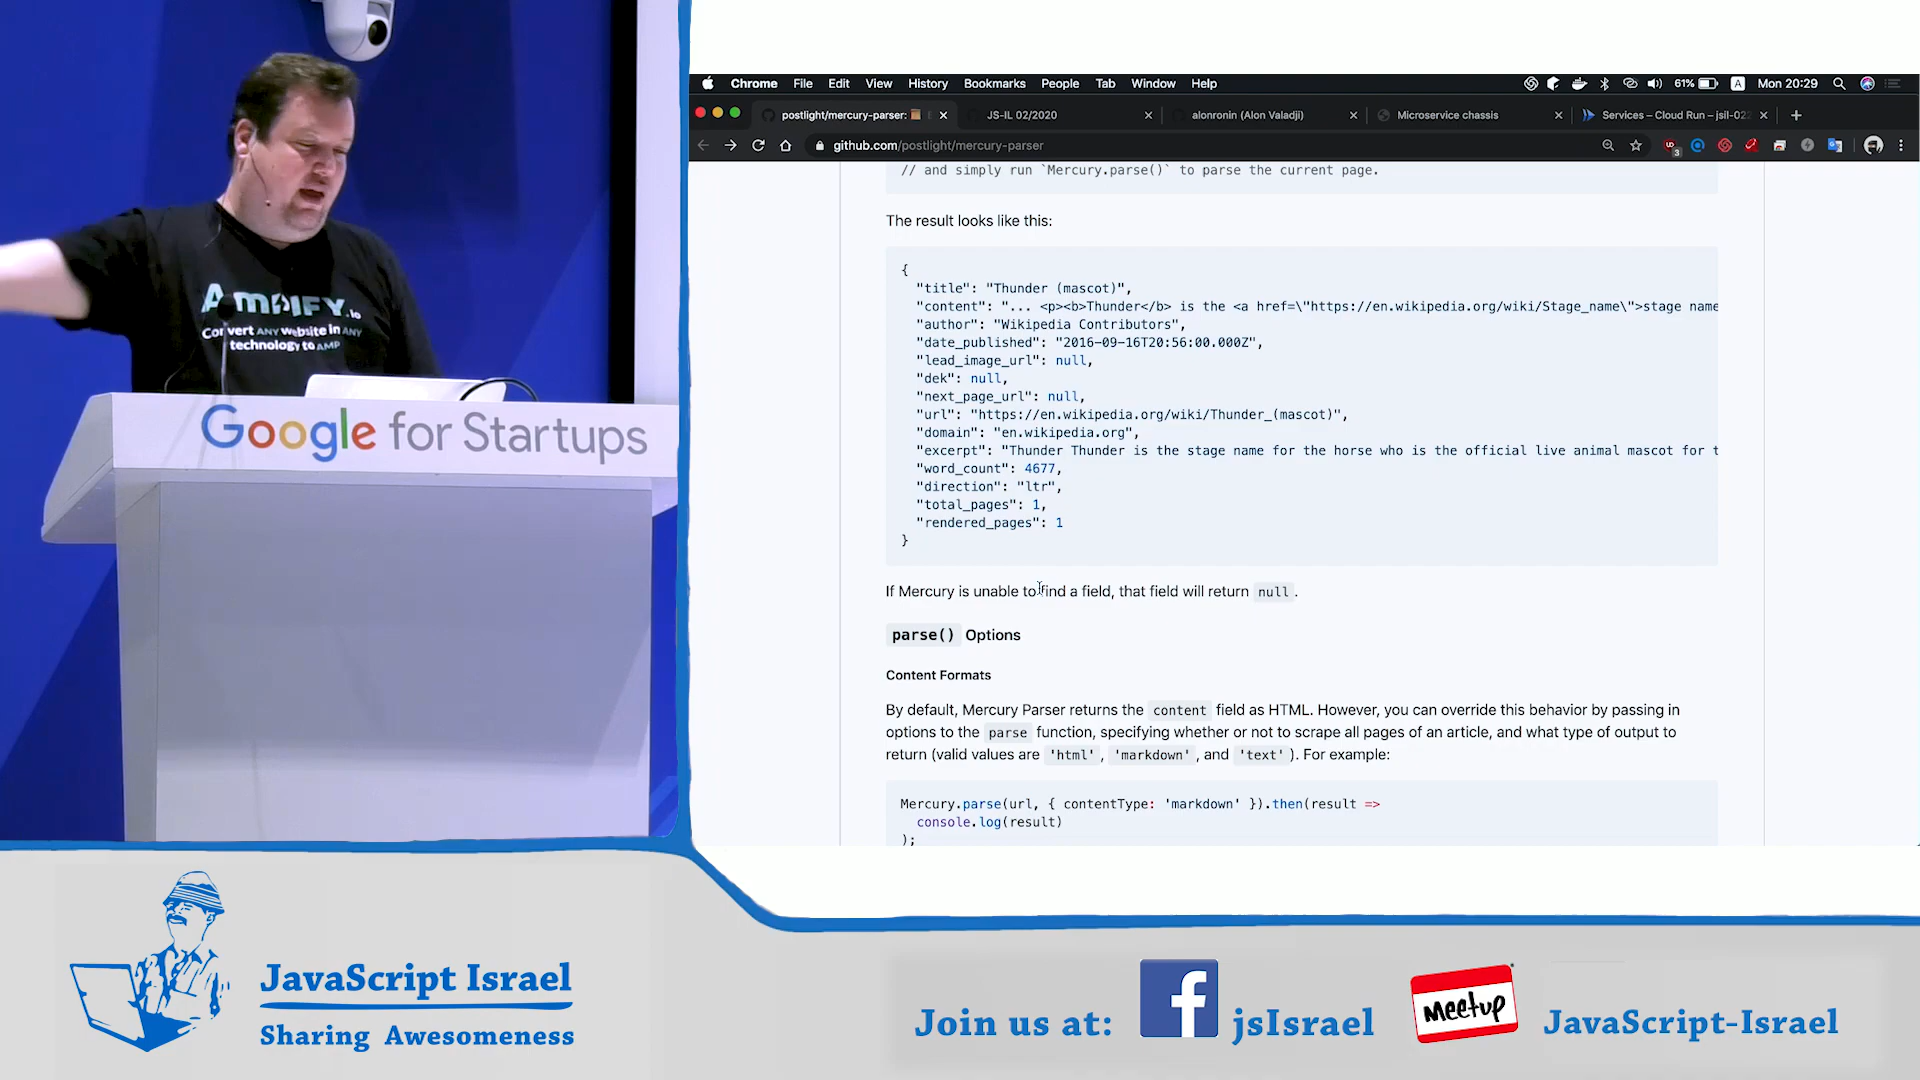 AMPIFY.io
Convert ANY website in ANY
technology to AMP
Google for Startups
Chrome File Edit View History Bookmarks People Tab Window Help
61% A Mon 20:29
postlight/mercury-parser: JS-IL 02/2020 alonronin (Alon Valadji) Microservice chassis Services – Cloud Run – jsil-022
github.com/postlight/mercury-parser
3
// and simply run `Mercury.parse()` to parse the current page.
The result looks like this:
{
"title": "Thunder (mascot)",
"content": "... <p><b>Thunder</b> is the <a href=\"https://en.wikipedia.org/wiki/Stage_name\">stage name
"author": "Wikipedia Contributors",
"date_published": "2016-09-16T20:56:00.000Z",
"lead_image_url": null,
"dek": null,
"next_page_url": null,
"url": "https://en.wikipedia.org/wiki/Thunder_(mascot)",
"domain": "en.wikipedia.org",
"excerpt": "Thunder Thunder is the stage name for the horse who is the official live animal mascot for t
"word_count": 4677,
"direction": "ltr",
"total_pages": 1,
"rendered_pages": 1
}
If Mercury is unable to find a field, that field will return null.
parse() Options
Content Formats
By default, Mercury Parser returns the content field as HTML. However, you can override this behavior by passing in
options to the parse function, specifying whether or not to scrape all pages of an article, and what type of output to
return (valid values are 'html', 'markdown', and 'text'). For example:
Mercury.parse(url, { contentType: 'markdown' }).then(result =>
console.log(result)
);
JavaScript Israel
Sharing Awesomeness
Join us at: f jsIsrael Meetup JavaScript-Israel